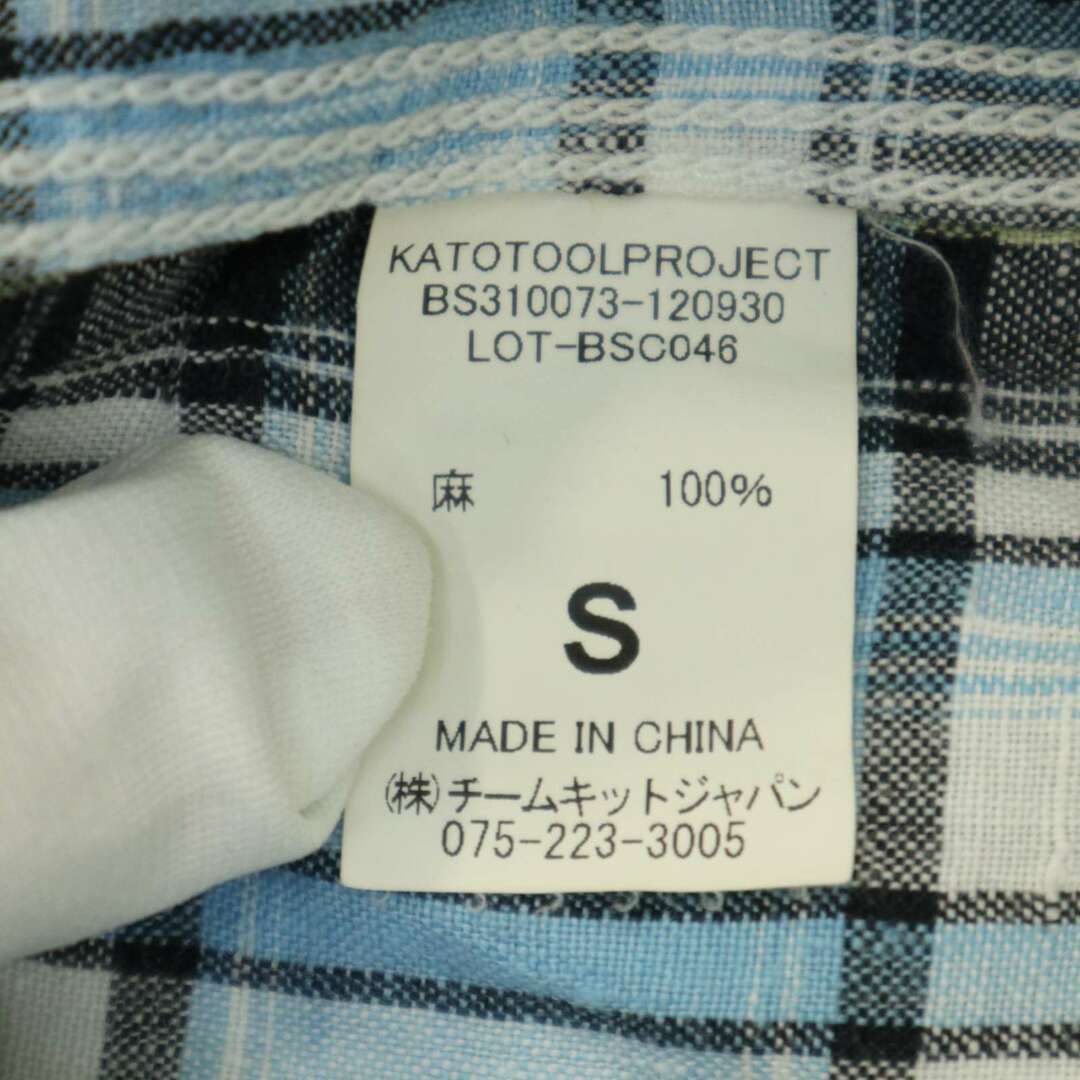 KATOTOOLPROJECT
BS310073-120930
LOT-BSC046
麻 100%
S
MADE IN CHINA
(株)チームキットジャパン
075-223-3005